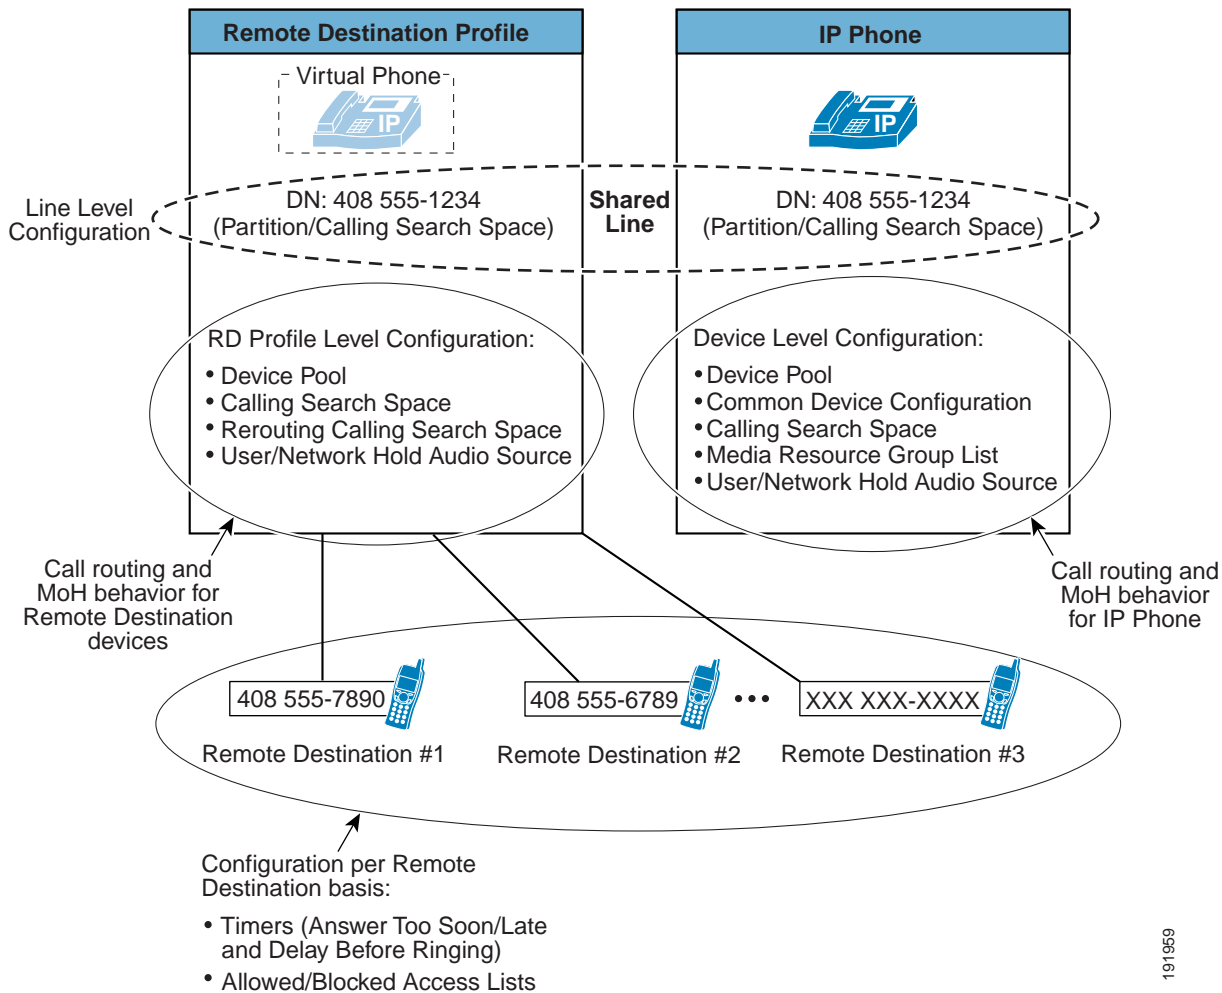 Remote Destination Profile
IP Phone
Virtual Phone
IP
IP
Line Level
Configuration
DN: 408 555-1234
(Partition/Calling Search Space)
Shared
Line
DN: 408 555-1234
(Partition/Calling Search Space)
RD Profile Level Configuration:
• Device Pool
• Calling Search Space
• Rerouting Calling Search Space
• User/Network Hold Audio Source
Device Level Configuration:
• Device Pool
• Common Device Configuration
• Calling Search Space
• Media Resource Group List
• User/Network Hold Audio Source
Call routing and
MoH behavior for
Remote Destination
devices
Call routing and
MoH behavior
for IP Phone
408 555-7890
408 555-6789
•••
XXX XXX-XXXX
Remote Destination #1
Remote Destination #2
Remote Destination #3
Configuration per Remote
Destination basis:
• Timers (Answer Too Soon/Late
and Delay Before Ringing)
• Allowed/Blocked Access Lists
191959